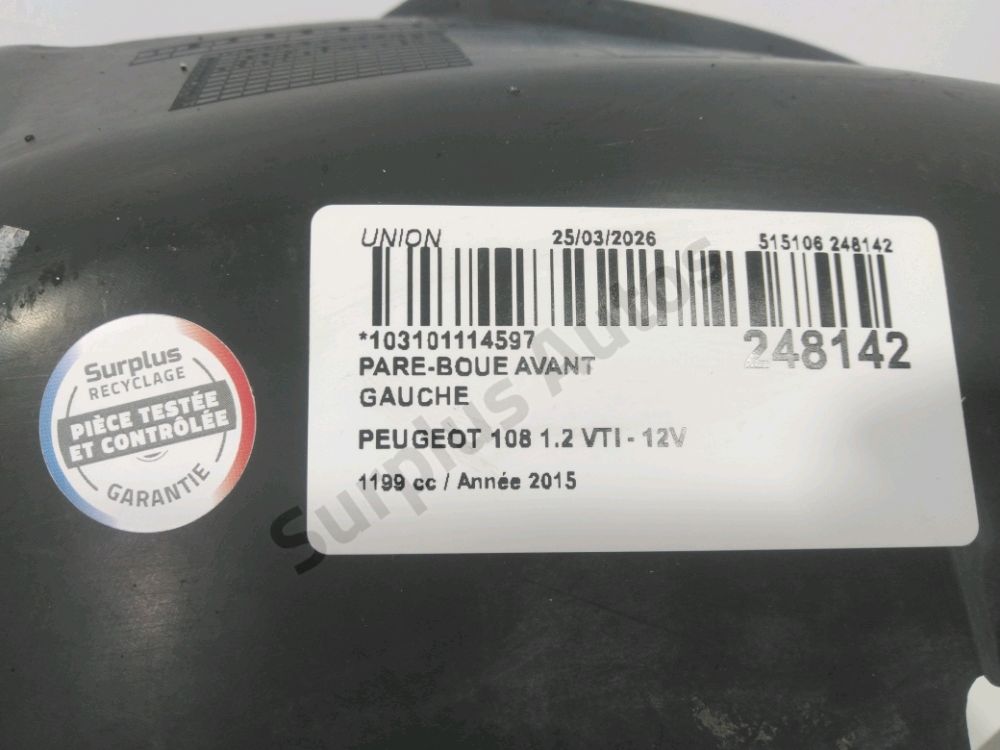 UNION 25/03/2026 515106 248142
*103101114597 248142
PARE-BOUE AVANT
GAUCHE
PEUGEOT 108 1.2 VTI - 12V
1199 cc / Année 2015
Surplus
RECYCLAGE
PIÈCE TESTÉE
ET CONTRÔLÉE
GARANTIE
Surplus Autos